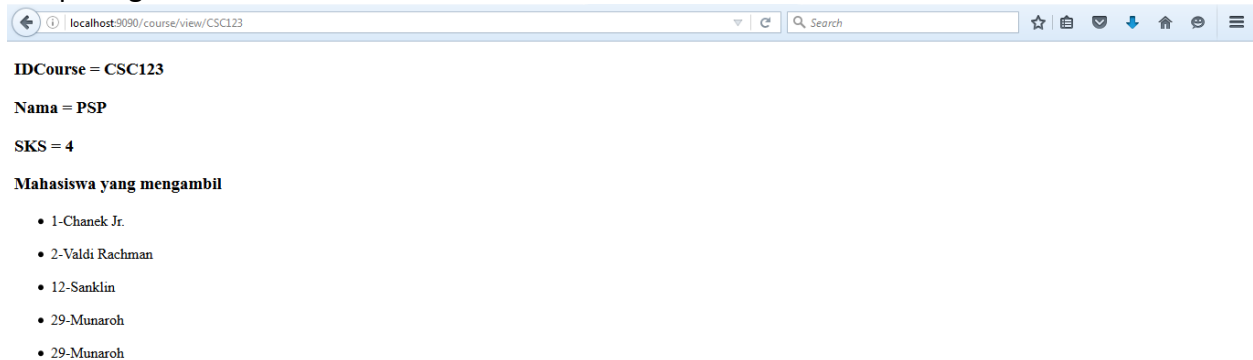 localhost:9090/course/view/CSC123 Search
IDCourse = CSC123
Nama = PSP
SKS = 4
Mahasiswa yang mengambil
1-Chanek Jr.
2-Valdi Rachman
12-Sanklin
29-Munaroh
29-Munaroh